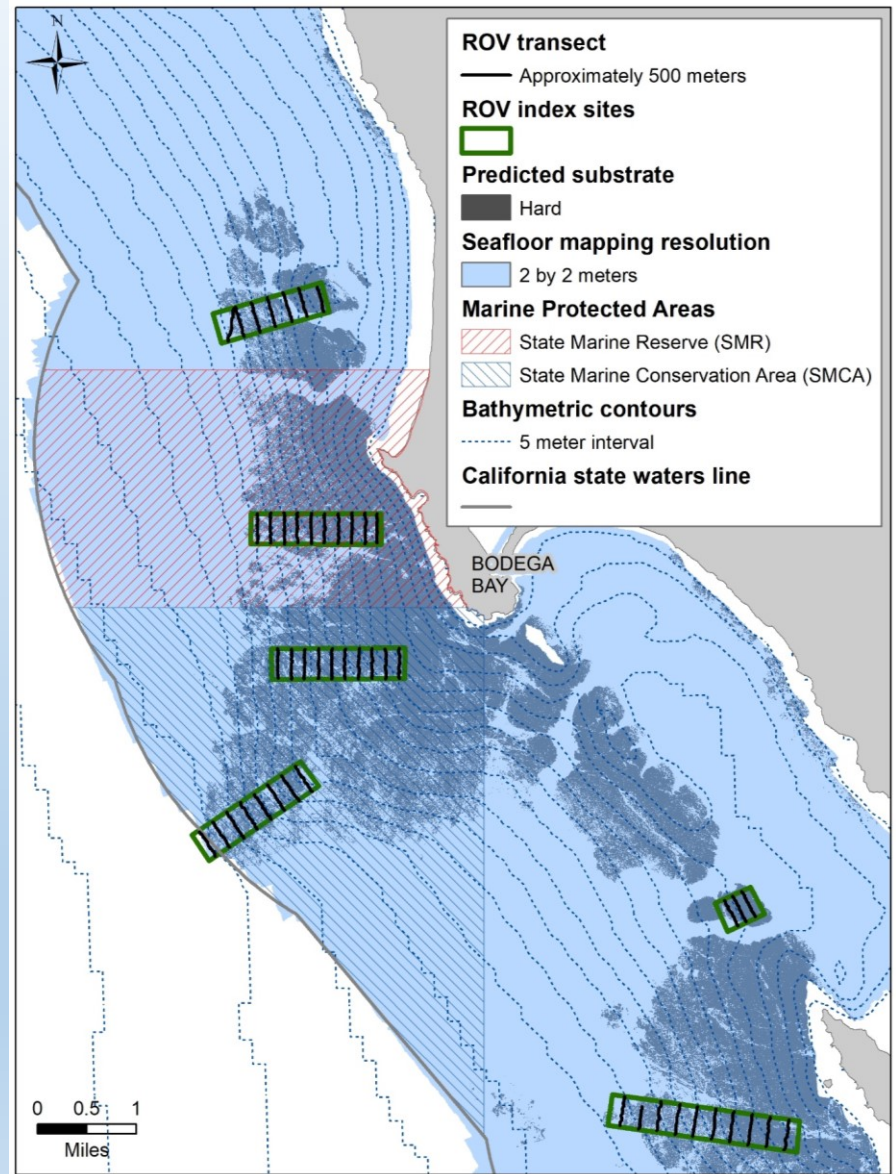 N
ROV transect
Approximately 500 meters
ROV index sites
Predicted substrate
Hard
Seafloor mapping resolution
2 by 2 meters
Marine Protected Areas
State Marine Reserve (SMR)
State Marine Conservation Area (SMCA)
Bathymetric contours
5 meter interval
California state waters line
BODEGA
BAY
0 0.5 1
Miles